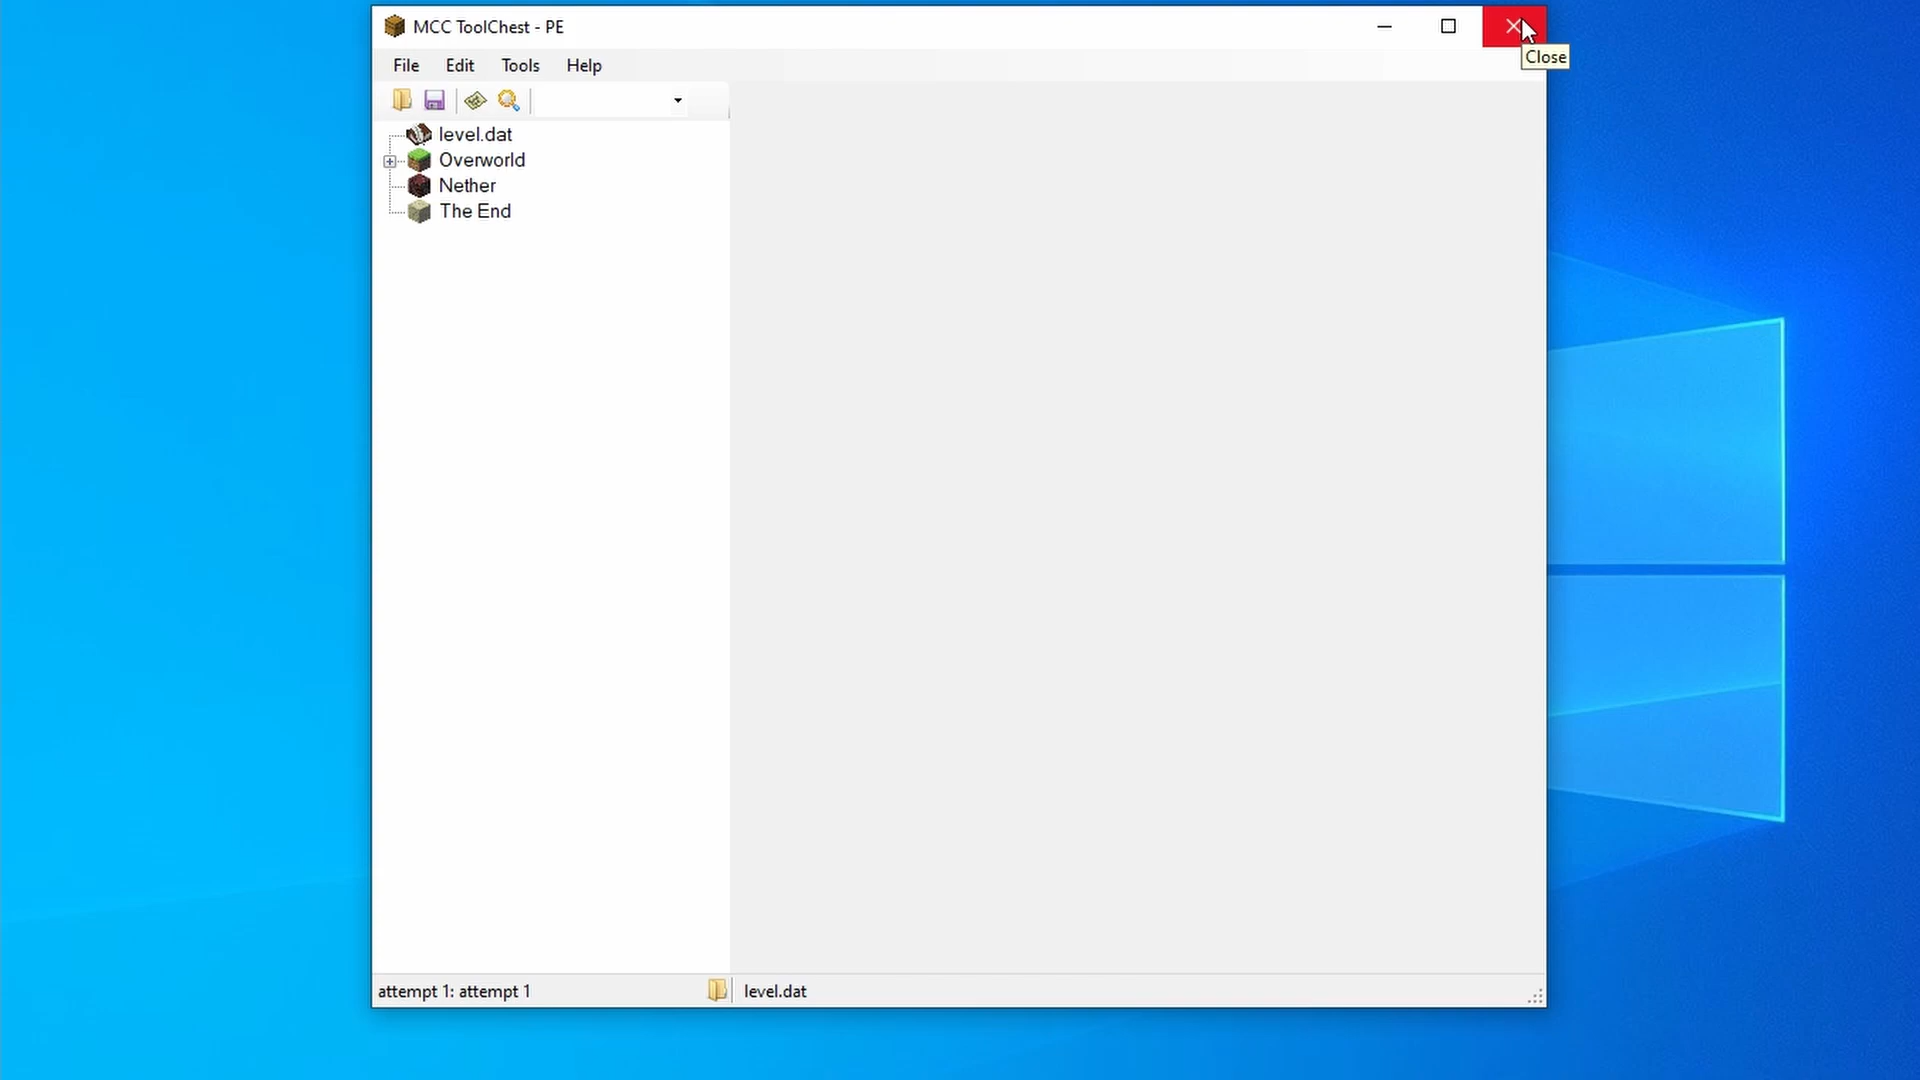 MCC ToolChest - PE
Close
File Edit Tools Help
level.dat
Overworld
Nether
The End
attempt 1: attempt 1
level.dat